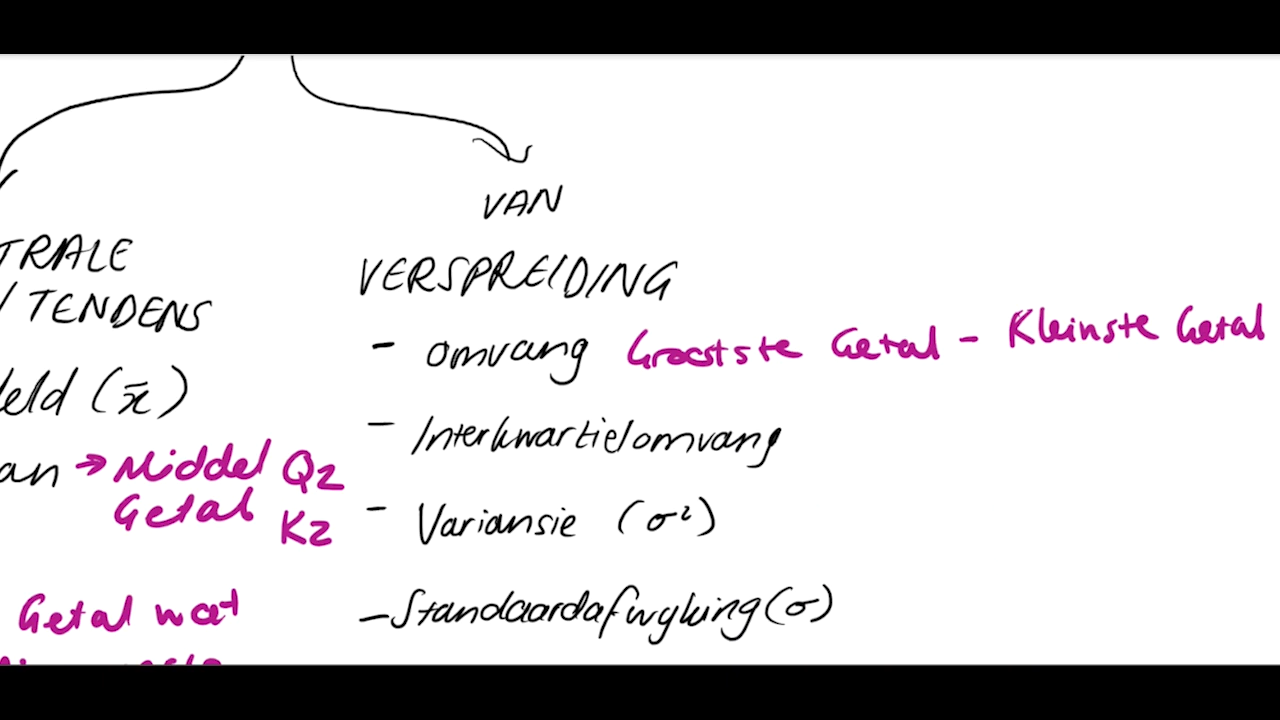 TRALE
/ TENDENS
eld (x̄)
an → Middel Q2
Getal K2
Getal wat
VAN
VERSPREIDING
- omvang Grootste Getal - Kleinste Getal
- Interkwartielomvang
- Variansie (σ²)
- Standaardafwyking (σ)